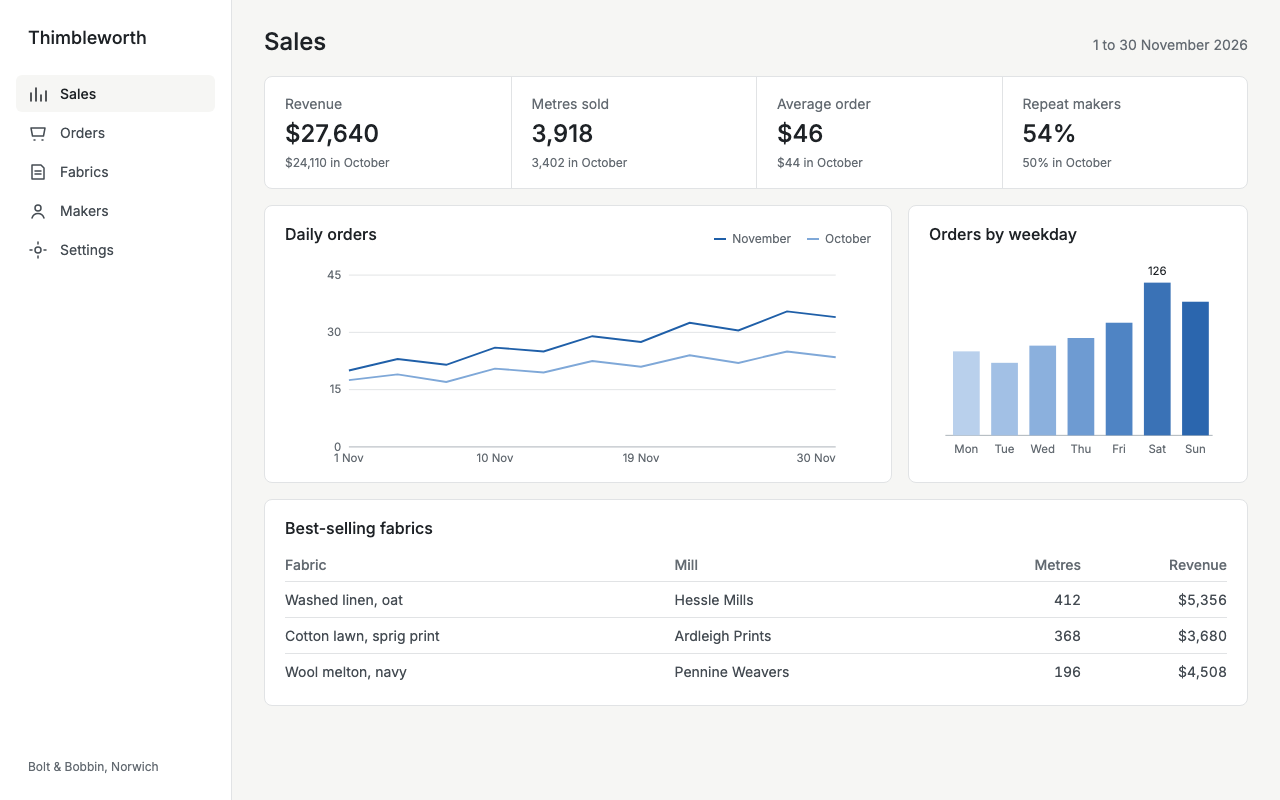 Thimbleworth
Sales
Orders
Fabrics
Makers
Settings
Bolt & Bobbin, Norwich
Sales
1 to 30 November 2026
Revenue
$27,640
$24,110 in October
Metres sold
3,918
3,402 in October
Average order
$46
$44 in October
Repeat makers
54%
50% in October
Daily orders
November October
45
30
15
0
1 Nov 10 Nov 19 Nov 30 Nov
Orders by weekday
126
Mon Tue Wed Thu Fri Sat Sun
Best-selling fabrics
Fabric Mill Metres Revenue
Washed linen, oat Hessle Mills 412 $5,356
Cotton lawn, sprig print Ardleigh Prints 368 $3,680
Wool melton, navy Pennine Weavers 196 $4,508